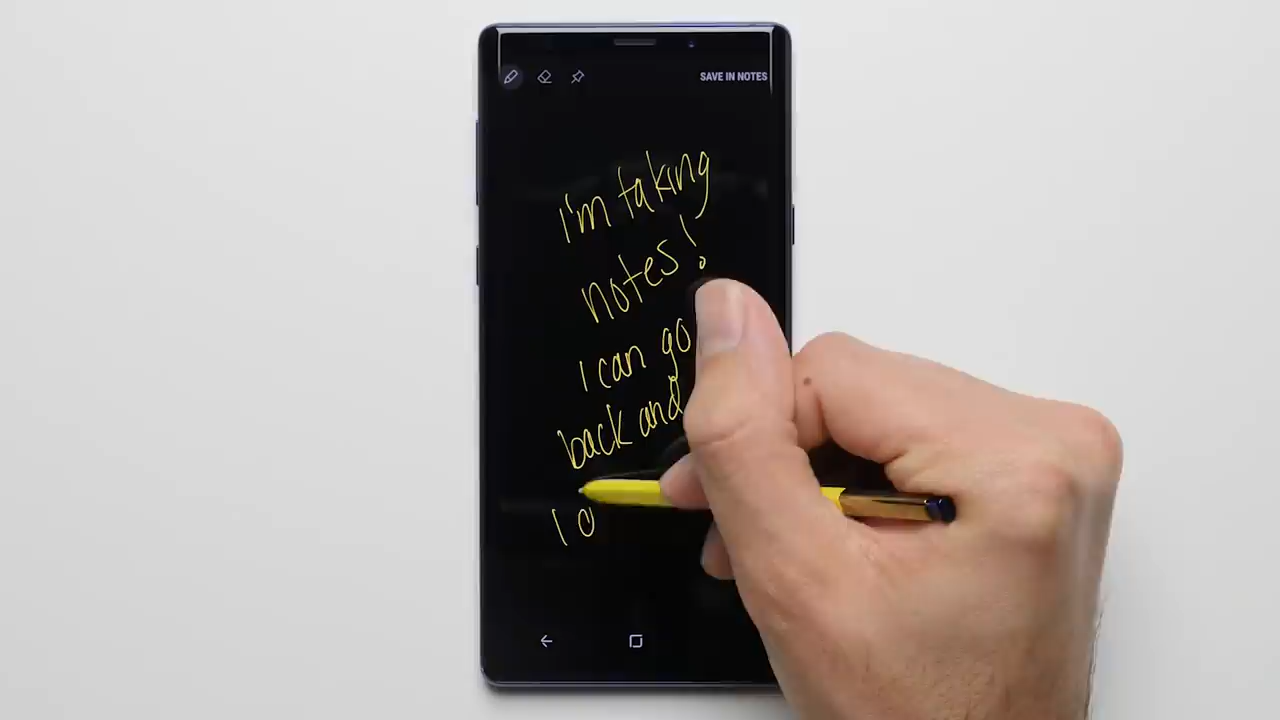 SAVE IN NOTES
I'm taking
notes!
I can go
back and
I